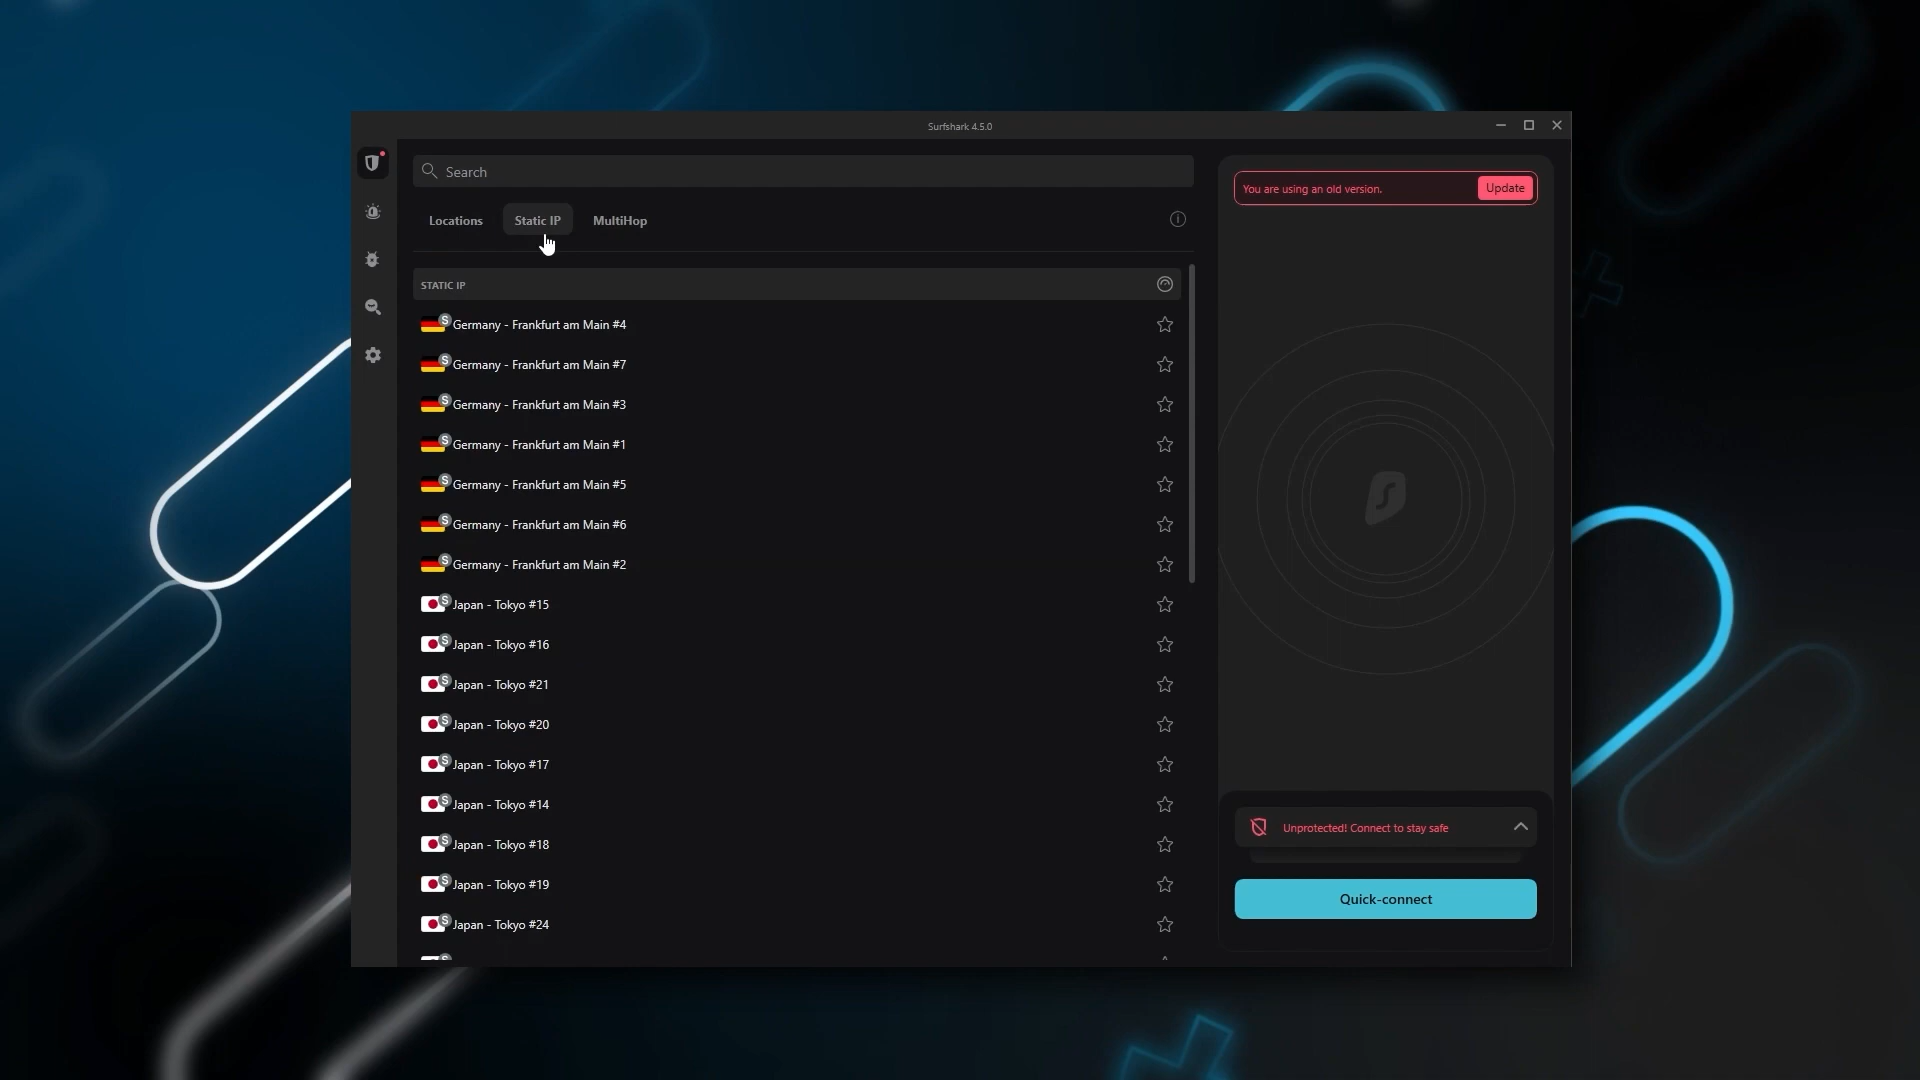 Surfshark 4.5.0
Search
You are using an old version.
Update
Locations
Static IP
MultiHop
STATIC IP
S Germany - Frankfurt am Main #4
S Germany - Frankfurt am Main #7
S Germany - Frankfurt am Main #3
S Germany - Frankfurt am Main #1
S Germany - Frankfurt am Main #5
S Germany - Frankfurt am Main #6
S Germany - Frankfurt am Main #2
S Japan - Tokyo #15
S Japan - Tokyo #16
S Japan - Tokyo #21
S Japan - Tokyo #20
S Japan - Tokyo #17
S Japan - Tokyo #14
S Japan - Tokyo #18
S Japan - Tokyo #19
S Japan - Tokyo #24
Unprotected! Connect to stay safe
Quick-connect